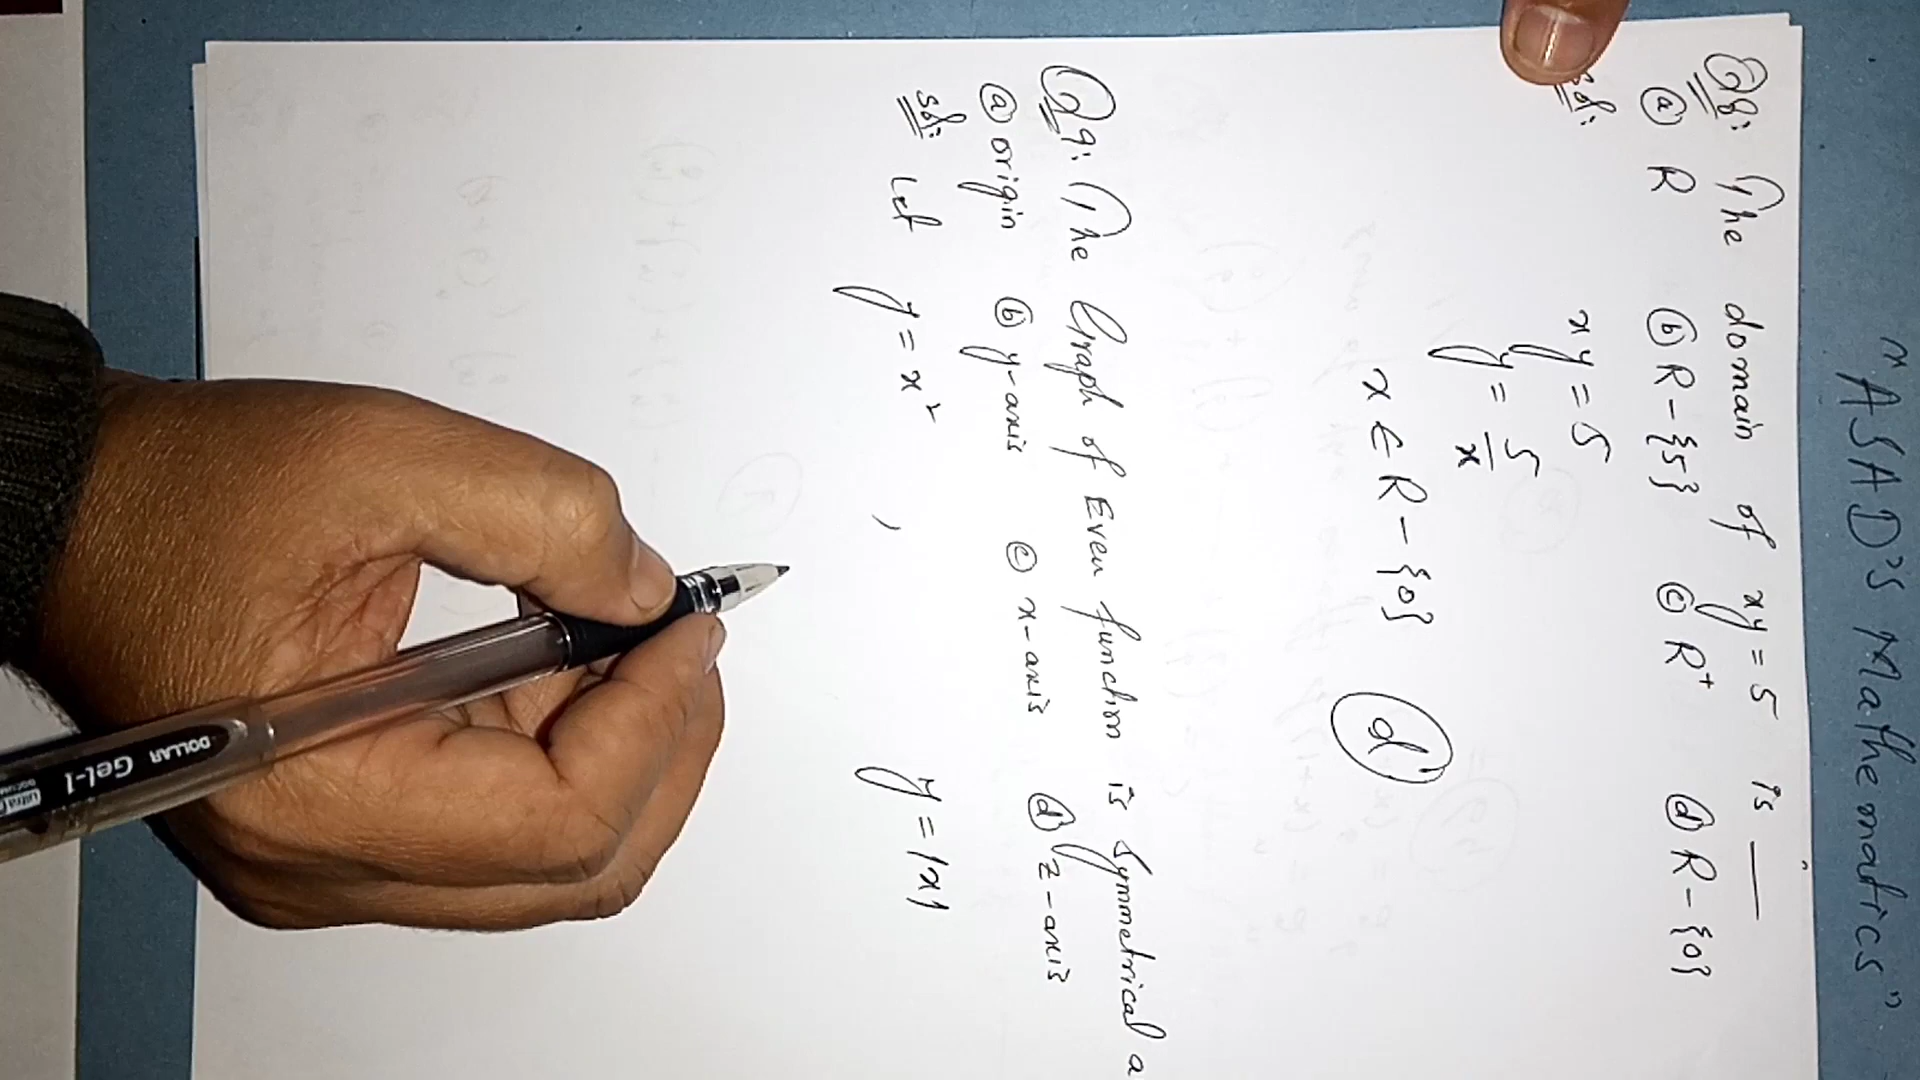 "ASAD's Mathematics"
Q8: The domain of xy = 5 is ___
(a) R (b) R - {5} (c) R⁺ (d) R - {0}
Sol:
xy = 5
y = 5/x
x ∈ R - {0} (d)
Q9: The Graph of Even function is Symmetrical a
(a) origin (b) y-axis (c) x-axis (d) z-axis
Sol: Let y = x² , y = |x|
DOLLAR Gel-1